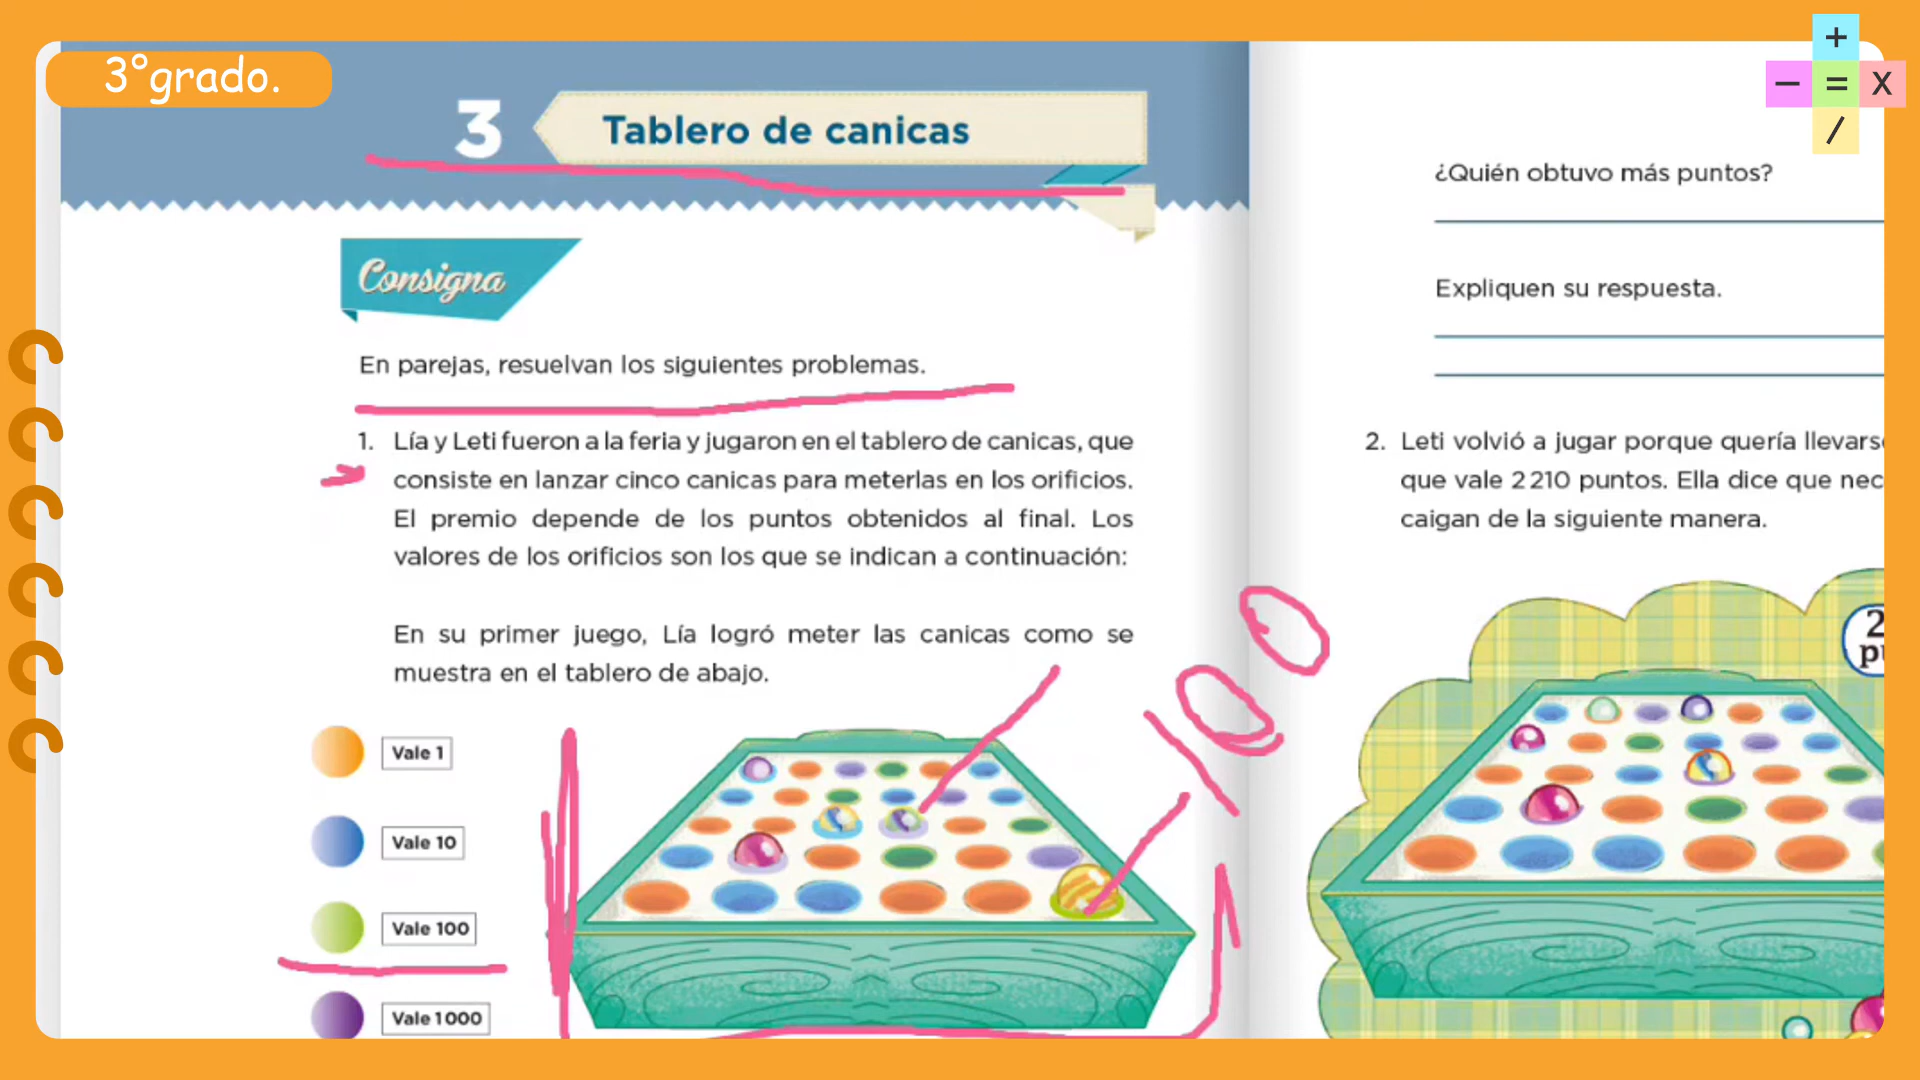 3°grado.
+
− = X
/
3 Tablero de canicas
Consigna
En parejas, resuelvan los siguientes problemas.
1. Lía y Leti fueron a la feria y jugaron en el tablero de canicas, que
consiste en lanzar cinco canicas para meterlas en los orificios.
El premio depende de los puntos obtenidos al final. Los
valores de los orificios son los que se indican a continuación:
En su primer juego, Lía logró meter las canicas como se
muestra en el tablero de abajo.
Vale 1
Vale 10
Vale 100
Vale 1 000
100
¿Quién obtuvo más puntos?
Expliquen su respuesta.
2. Leti volvió a jugar porque quería
que vale 2 210 puntos. Ella dice que
caigan de la siguiente manera.